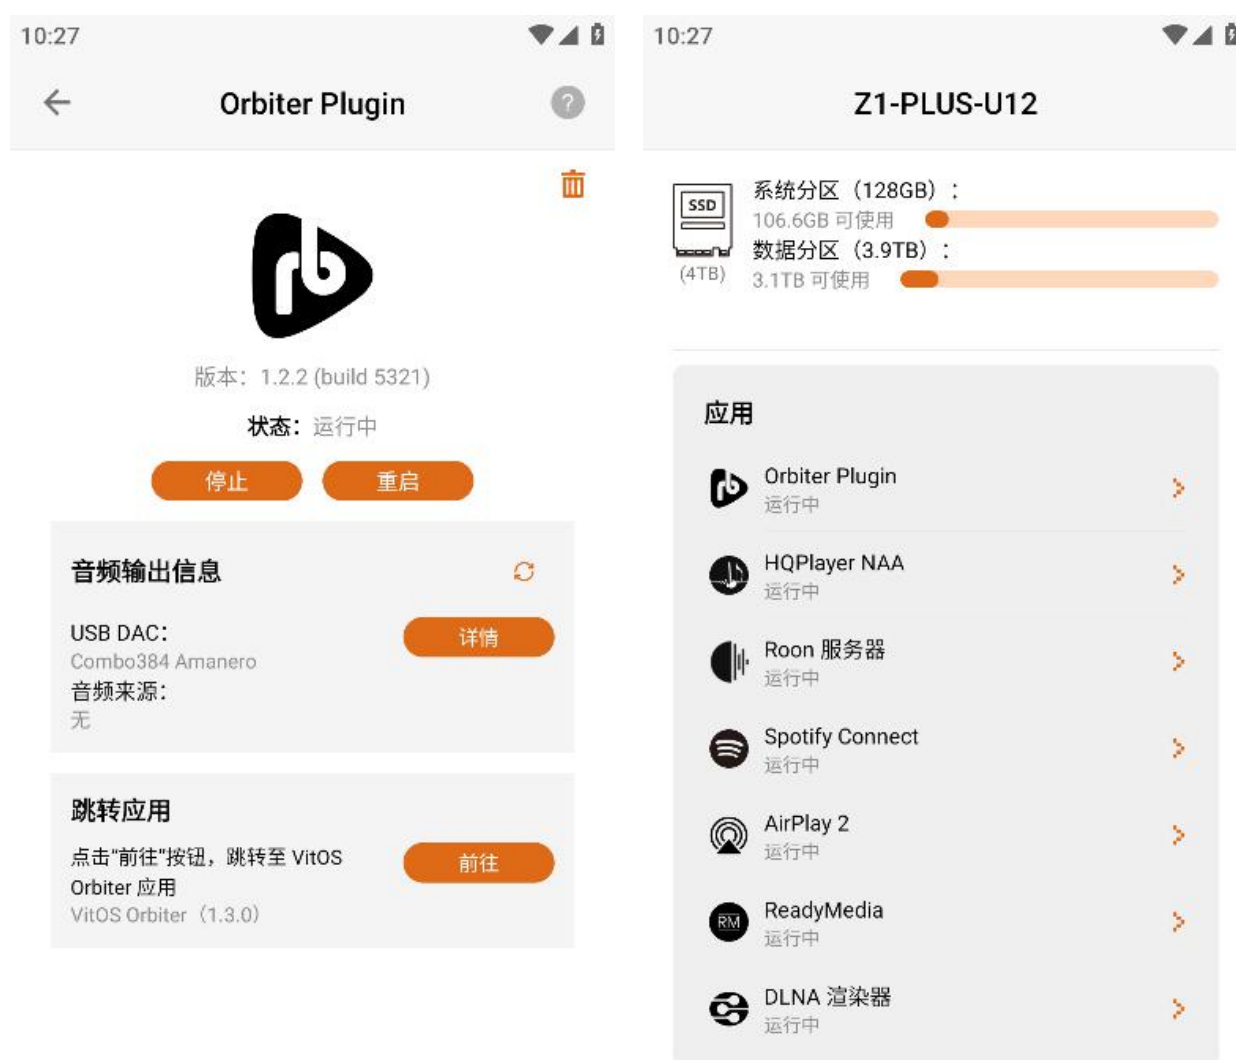 10:27
Orbiter Plugin
?
rb
版本：1.2.2 (build 5321)
状态：运行中
停止
重启
音频输出信息
USB DAC：
详情
Combo384 Amanero
音频来源：
无
跳转应用
点击"前往"按钮，跳转至 VitOS
Orbiter 应用
前往
VitOS Orbiter（1.3.0）
10:27
Z1-PLUS-U12
SSD
(4TB)
系统分区（128GB）：
106.6GB 可使用
数据分区（3.9TB）：
3.1TB 可使用
应用
Orbiter Plugin
运行中
HQPlayer NAA
运行中
Roon 服务器
运行中
Spotify Connect
运行中
AirPlay 2
运行中
RM
ReadyMedia
运行中
DLNA 渲染器
运行中